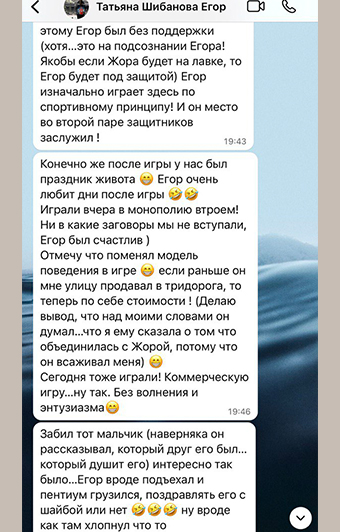 Татьяна Шибанова Егор
этому Егор был без поддержки
(хотя...это на подсознании Егора!
Якобы если Жора будет на лавке, то
Егор будет под защитой) Егор
изначально играет здесь по
спортивному принципу! И он место
во второй паре защитников
заслужил !
19:43
Конечно же после игры у нас был
праздник живота 😁 Егор очень
любит дни после игры 🤣🤣
Играли вчера в монополию втроем!
Ни в какие заговоры мы не вступали,
Егор был счастлив )
Отмечу что поменял модель
поведения в игре 😁 если раньше он
мне улицу продавал в тридорога, то
теперь по себе стоимости ! (Делаю
вывод, что над моими словами он
думал...что я ему сказала о том что
объединилась с Жорой, потому что
он всаживал меня) 😁
Сегодня тоже играли! Коммерческую
игру...ну так. Без волнения и
энтузиазма😁
19:46
Забил тот мальчик (наверняка он
рассказывал, который друг его был...
который душит его) интересно так
было...Егор вроде подъехал и
пентиум грузился, поздравлять его с
шайбой или нет 🤣🤣🤣 ну вроде
как там хлопнул что то